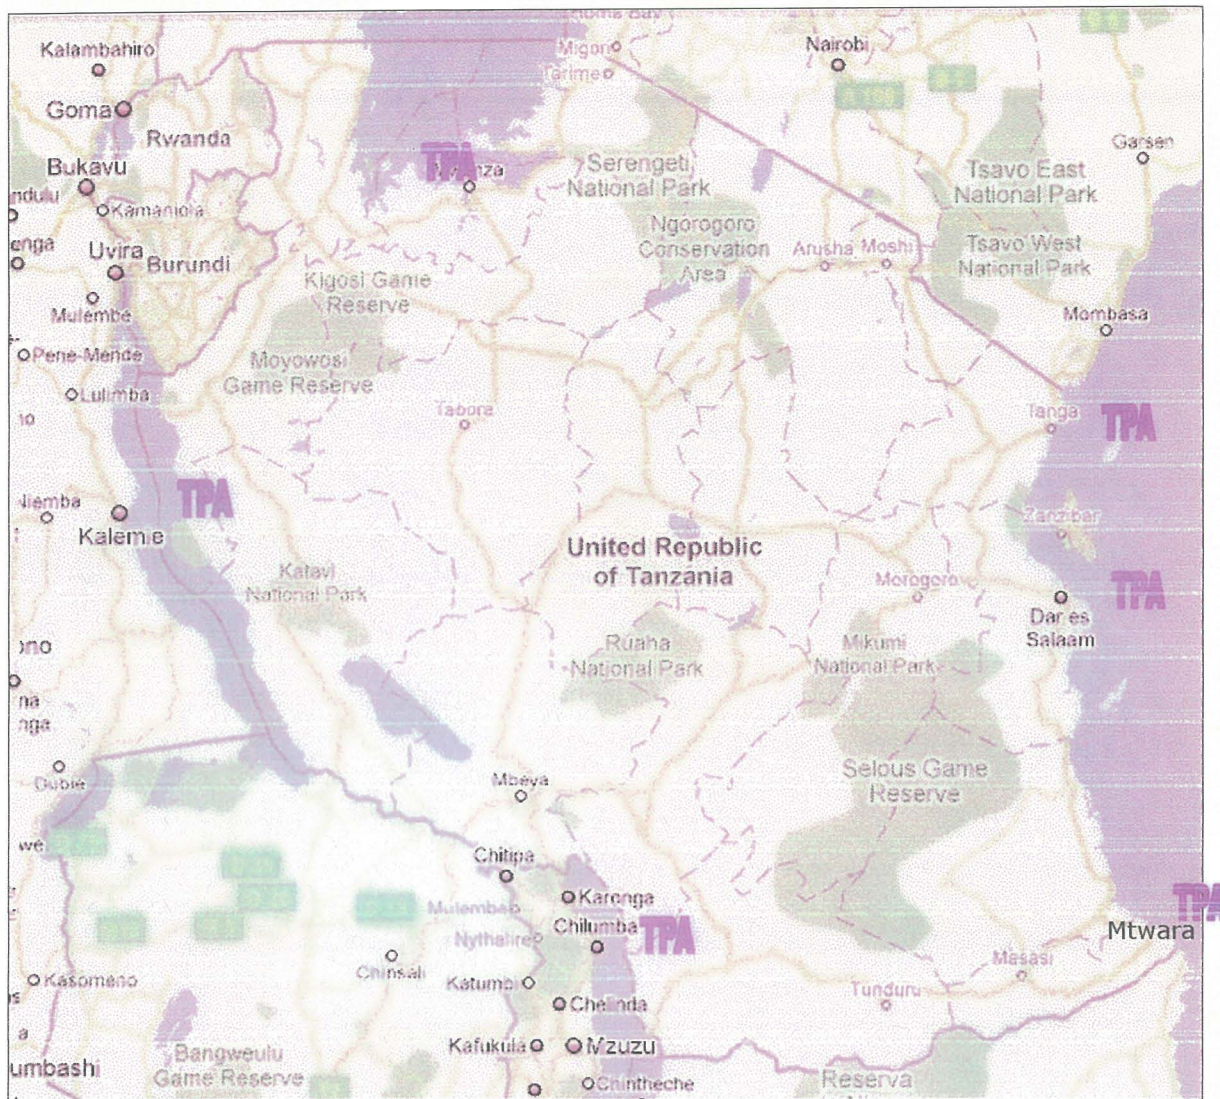 Kalambahiro
Migori
Nairobi
Tarime
Goma
Rwanda
TPA
Garsen
Bukavu
Serengeti
National Park
Tsavo East
National Park
Kamaniola
Ngorogoro
Conservation
Area
Uvira
Burundi
Arusha
Moshi
Tsavo West
National Park
Kigosi Game
Reserve
Mulembe
Mombasa
Pene-Mende
Moyowosi
Game Reserve
Lulimba
Tabora
Tanga
TPA
TPA
Kalemie
Zanzibar
United Republic
of Tanzania
Katavi
National Park
Morogoro
TPA
Dar es
Salaam
Ruaha
National Park
Mikumi
National Park
Mbeya
Selous Game
Reserve
Dubie
Chitipa
Karonga
TPA
Mulembe
Chilumba
TPA
Mtwara
Nythalire
Chinsali
Masasi
Kasomeno
Katumbi
Tunduru
Chelinda
Kafukula
Mzuzu
Bangweulu
Game Reserve
umbashi
Chintheche
Reserva